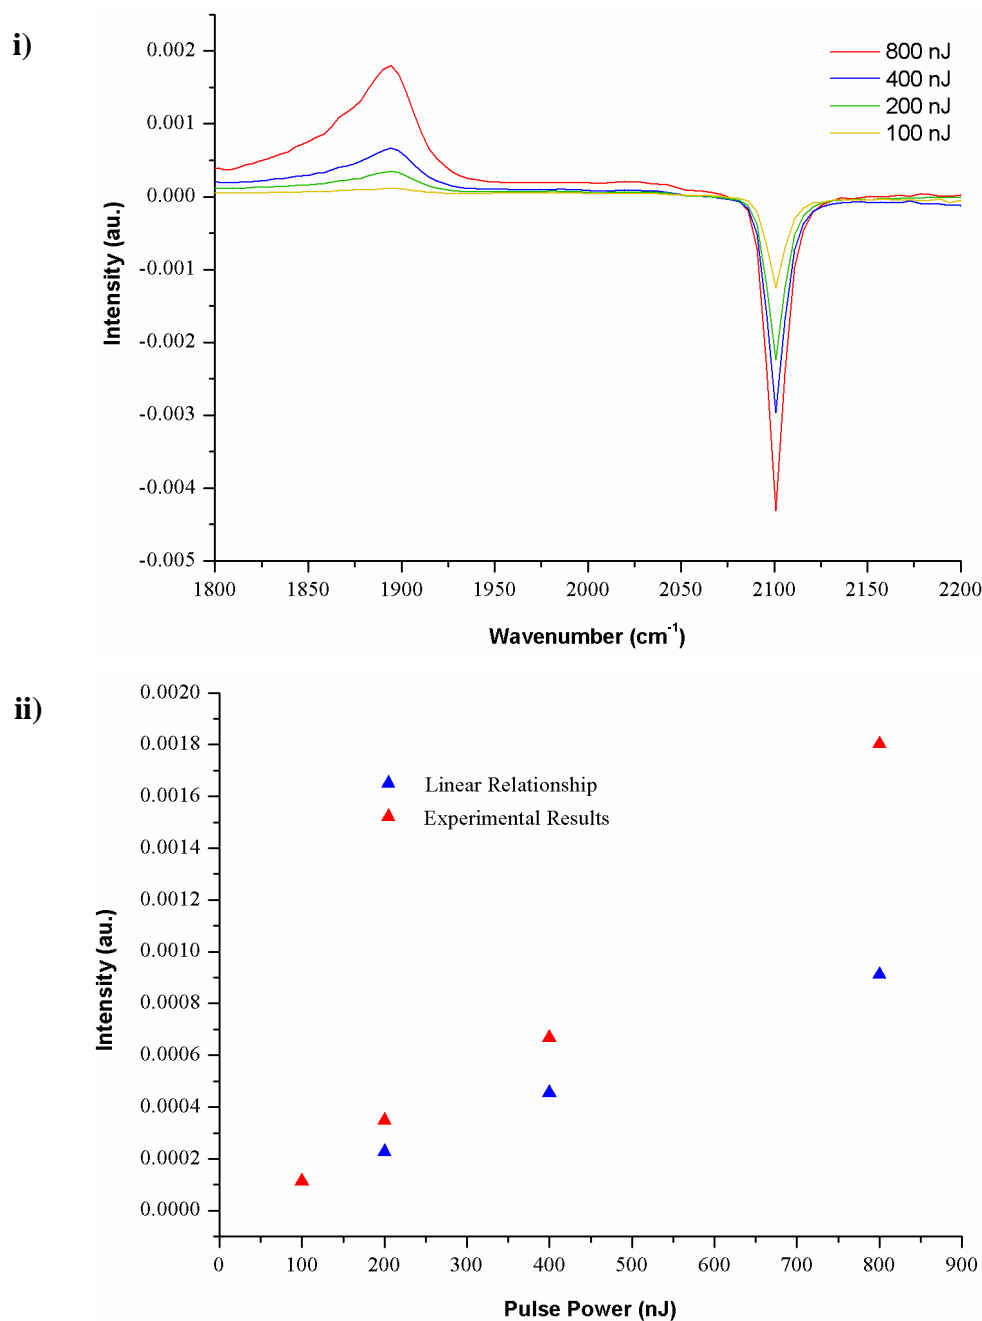 i)
0.002
0.001
0.000
-0.001
-0.002
-0.003
-0.004
-0.005
Intensity (au.)
800 nJ
400 nJ
200 nJ
100 nJ
1800 1850 1900 1950 2000 2050 2100 2150 2200
Wavenumber (cm⁻¹)
ii)
0.0020
0.0018
0.0016
0.0014
0.0012
0.0010
0.0008
0.0006
0.0004
0.0002
0.0000
Intensity (au.)
Linear Relationship
Experimental Results
0 100 200 300 400 500 600 700 800 900
Pulse Power (nJ)